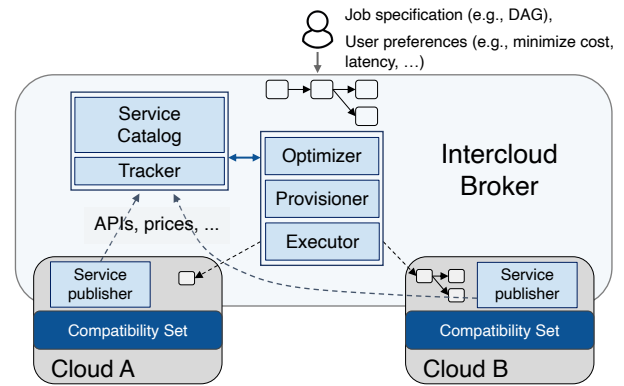 Job specification (e.g., DAG),
User preferences (e.g., minimize cost,
latency, …)
Service
Catalog
Tracker
Optimizer
Provisioner
Executor
Intercloud
Broker
APIs, prices, ...
Service
publisher
Compatibility Set
Cloud A
Service
publisher
Compatibility Set
Cloud B